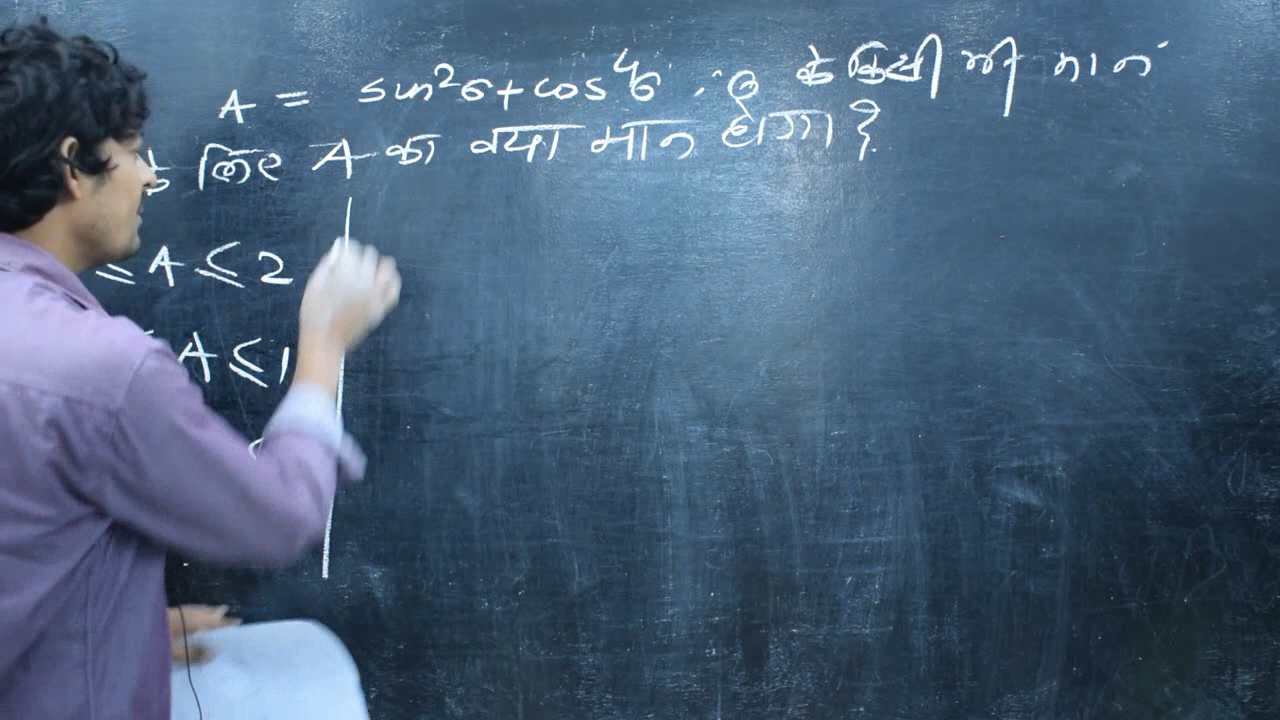 A = sin²θ + cos⁴θ ; θ के किसी भी मान
के लिए A का क्या मान होगा ?
≤ A ≤ 2
A ≤ 1